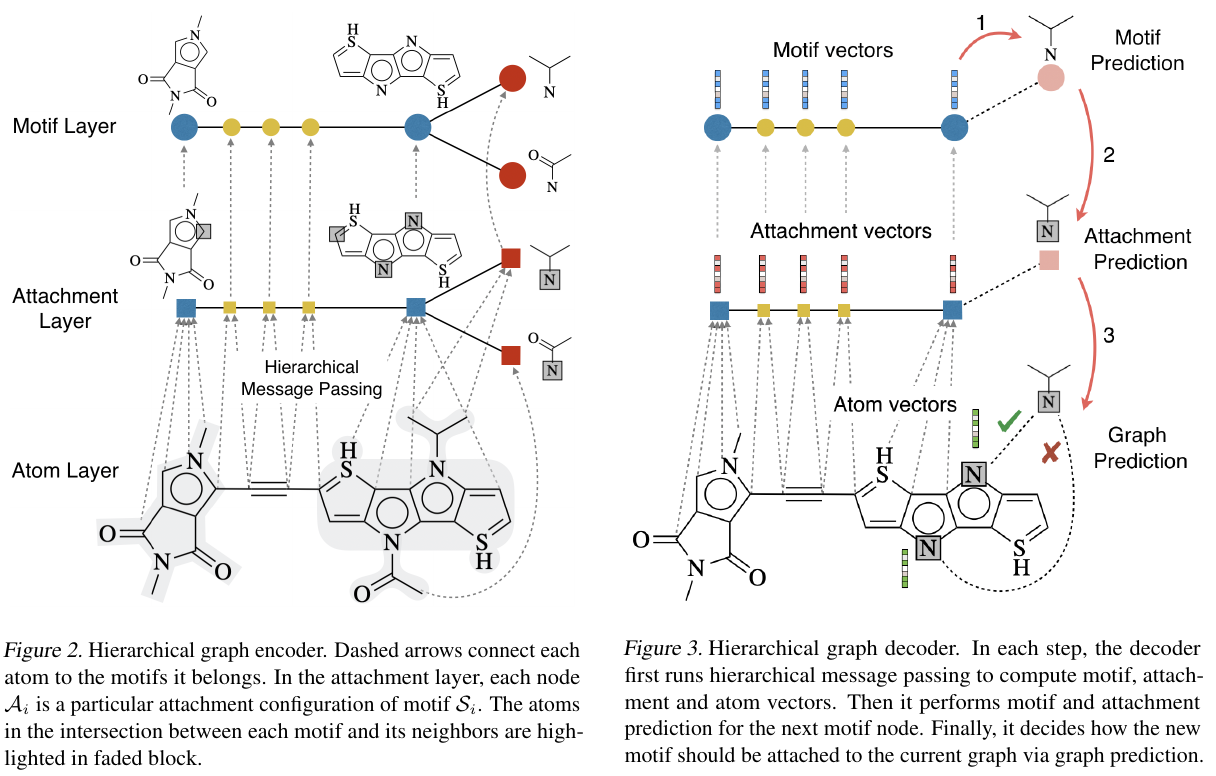 Motif Layer
N
O
O
N
H
S
N
N
S
H
N
O
N
Attachment
Layer
N
O
O
N
H
S
N
N
S
H
N
O
N
Hierarchical
Message Passing
Atom Layer
N
O
N
O
H
S
N
N
S
H
O
Figure 2. Hierarchical graph encoder. Dashed arrows connect each
atom to the motifs it belongs. In the attachment layer, each node
𝒜i is a particular attachment configuration of motif 𝒮i. The atoms
in the intersection between each motif and its neighbors are high-
lighted in faded block.
Motif vectors
1
N
Motif
Prediction
2
Attachment vectors
N
Attachment
Prediction
3
Atom vectors
N
Graph
Prediction
✓
✘
N
O
N
O
H
S
N
N
S
H
Figure 3. Hierarchical graph decoder. In each step, the decoder
first runs hierarchical message passing to compute motif, attach-
ment and atom vectors. Then it performs motif and attachment
prediction for the next motif node. Finally, it decides how the new
motif should be attached to the current graph via graph prediction.